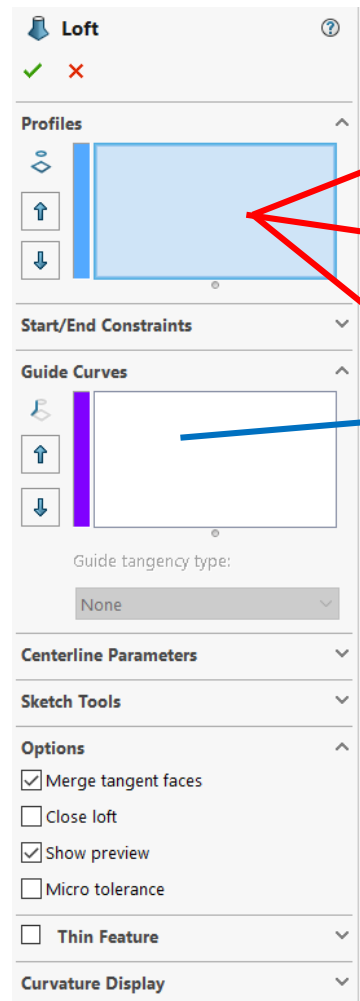 Loft
Profiles
Start/End Constraints
Guide Curves
Guide tangency type:
None
Centerline Parameters
Sketch Tools
Options
Merge tangent faces
Close loft
Show preview
Micro tolerance
Thin Feature
Curvature Display